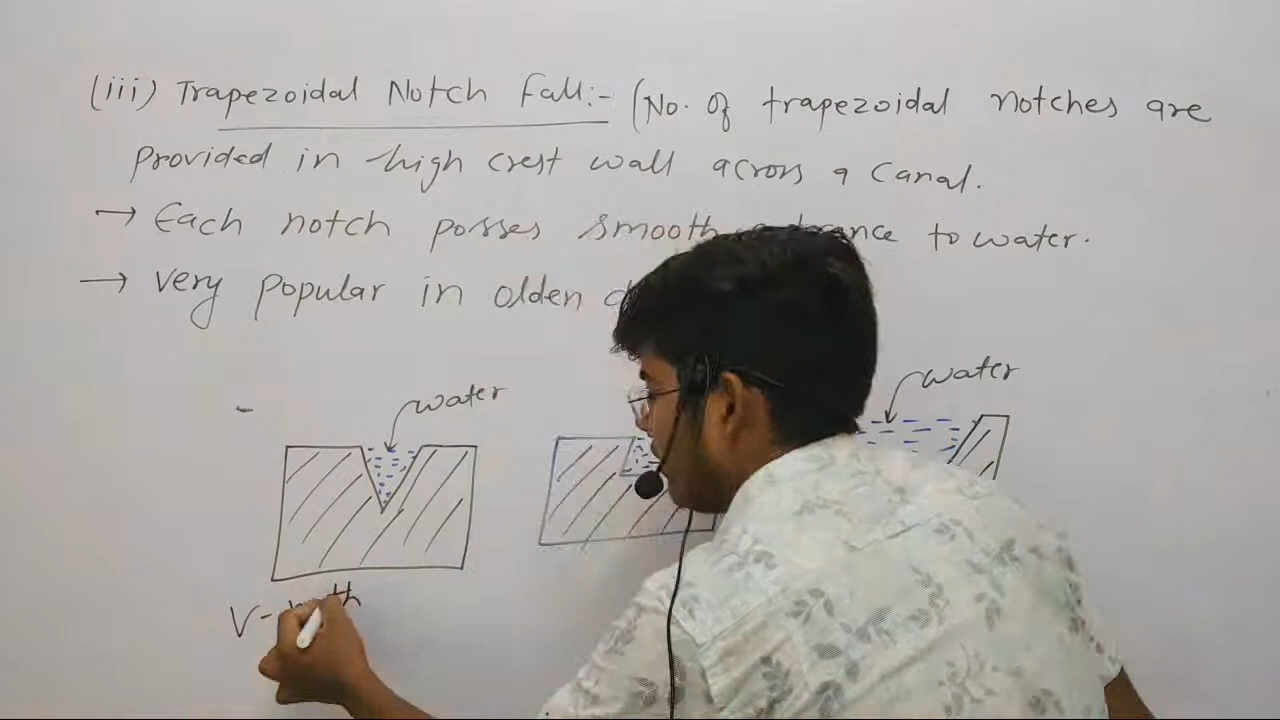 (iii) Trapezoidal Notch Fall:- (No. of trapezoidal notches are
provided in high crest wall across a canal.
→ Each notch posses smooth to water.
→ Very popular in olden
water
water
V-